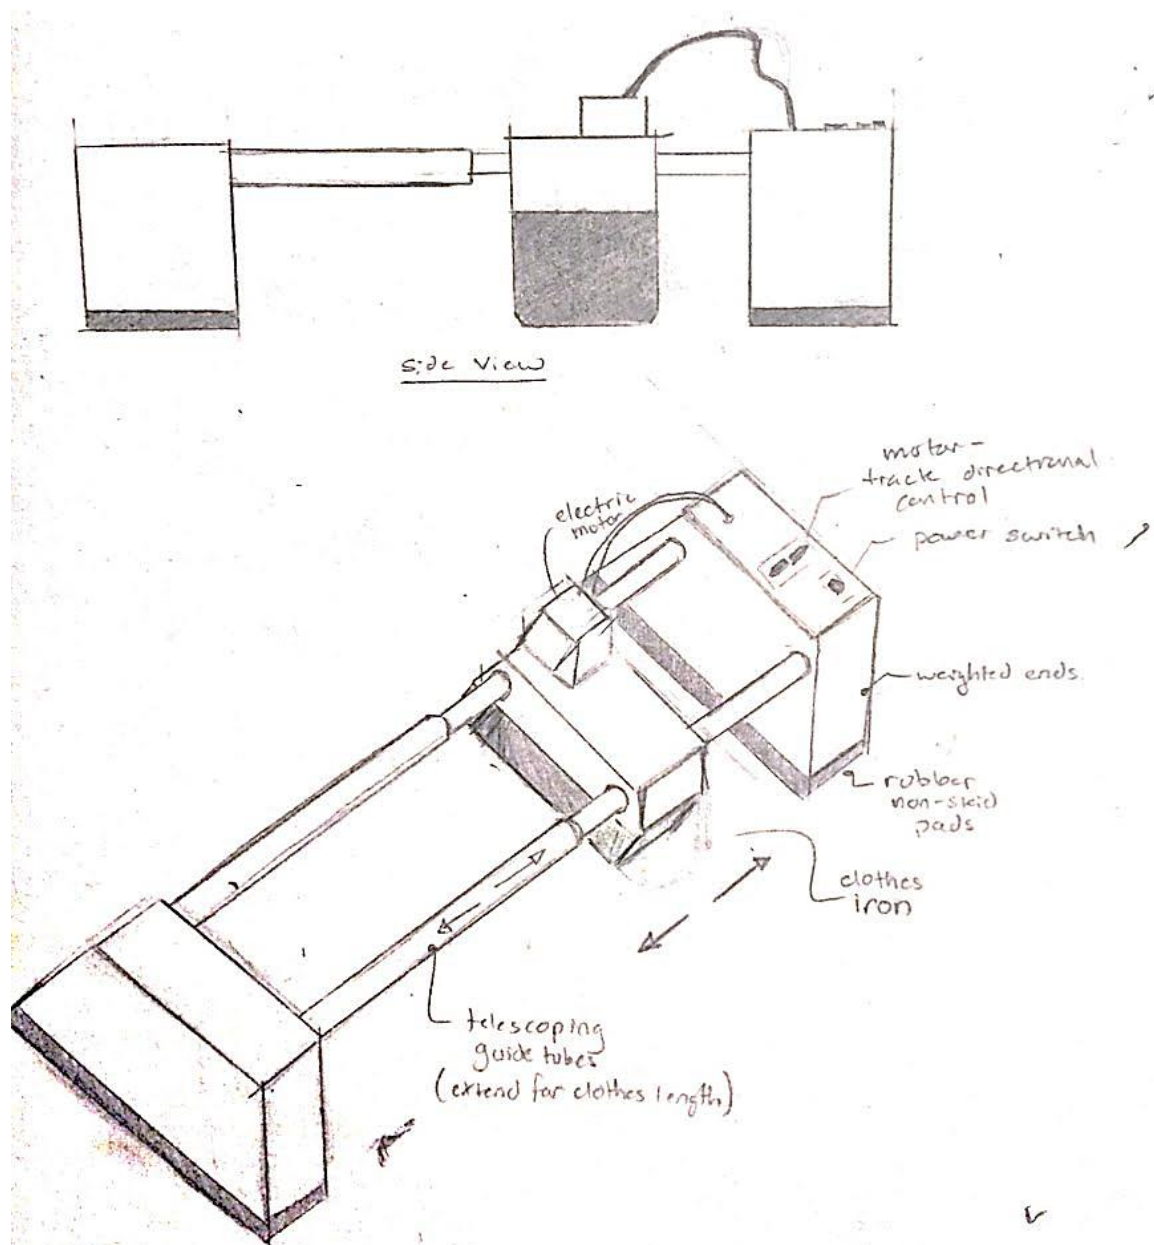 side view
motor-
track directional
control
electric
motor
power switch
weighted ends.
rubber
non-skid
pads
clothes
iron
telescoping
guide tubes
(extend for clothes length)